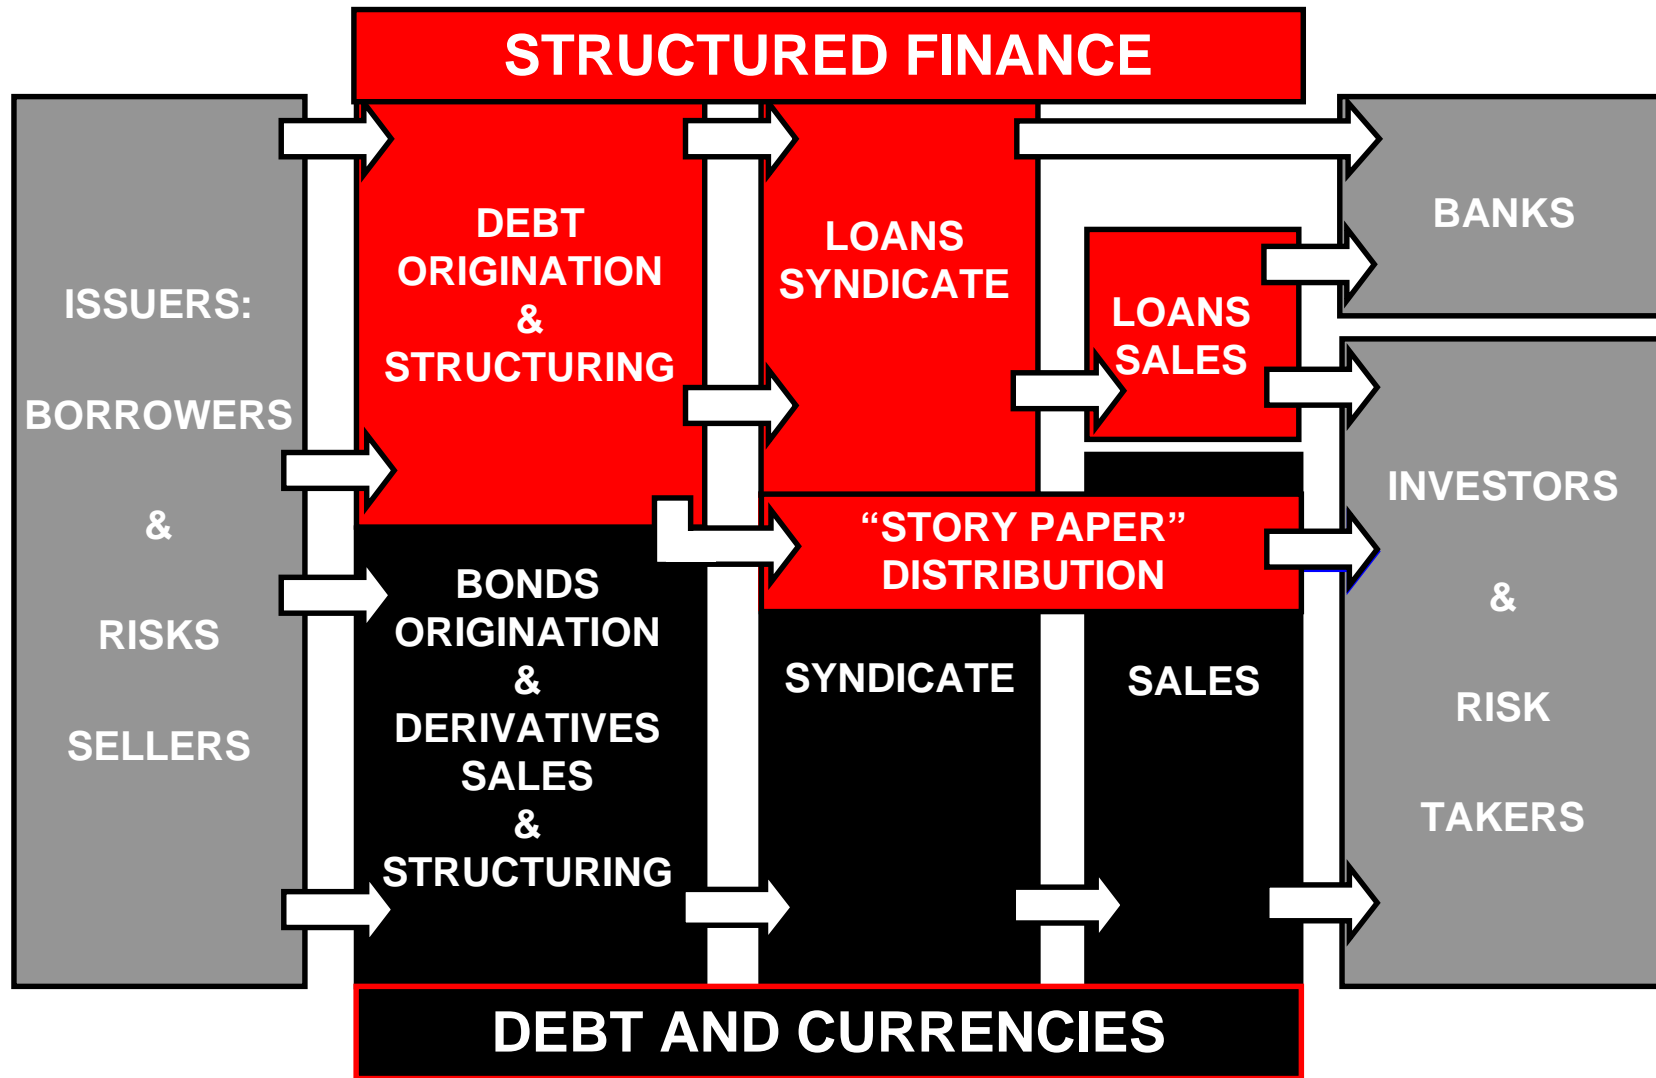 STRUCTURED FINANCE
ISSUERS:
BORROWERS
&
RISKS
SELLERS
DEBT
ORIGINATION
&
STRUCTURING
LOANS
SYNDICATE
LOANS
SALES
BANKS
“STORY PAPER”
DISTRIBUTION
BONDS
ORIGINATION
&
DERIVATIVES
SALES
&
STRUCTURING
SYNDICATE
SALES
INVESTORS
&
RISK
TAKERS
DEBT AND CURRENCIES